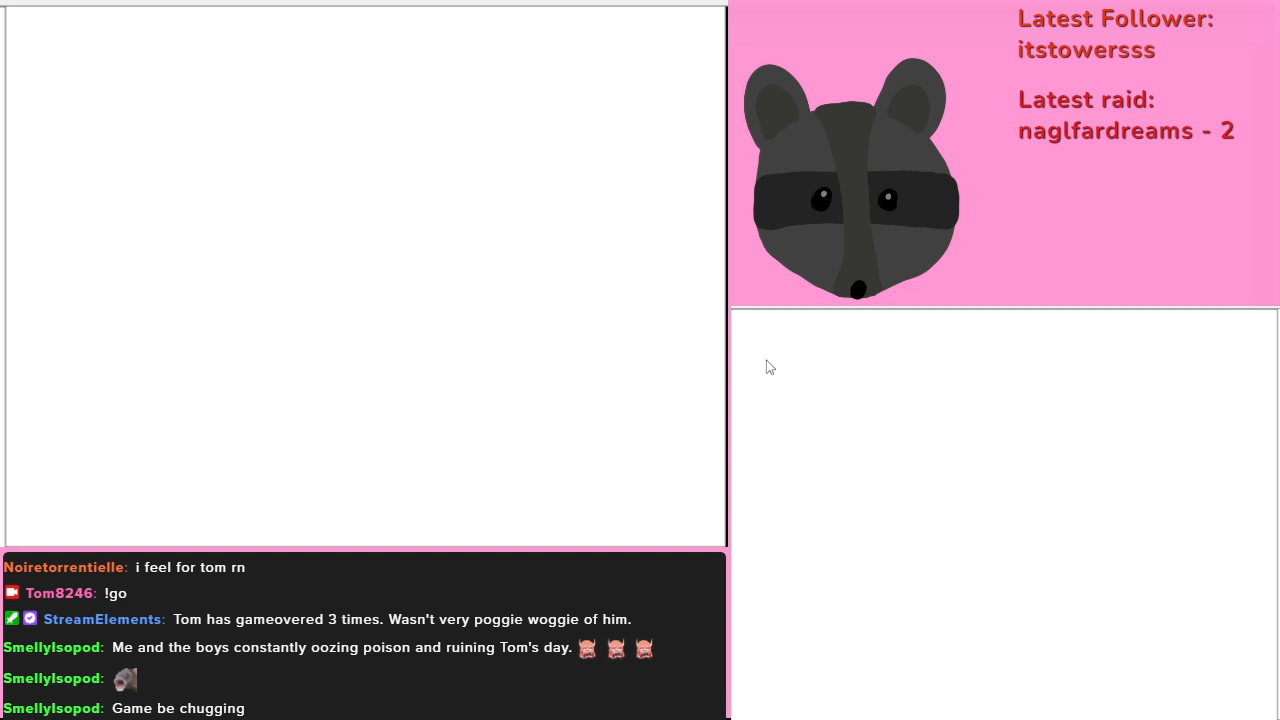 Latest Follower:
itstowersss
Latest raid:
naglfardreams - 2
Noiretorrentielle: i feel for tom rn
Tom8246: !go
StreamElements: Tom has gameovered 3 times. Wasn't very poggie woggie of him.
SmellyIsopod: Me and the boys constantly oozing poison and ruining Tom's day.
SmellyIsopod:
SmellyIsopod: Game be chugging